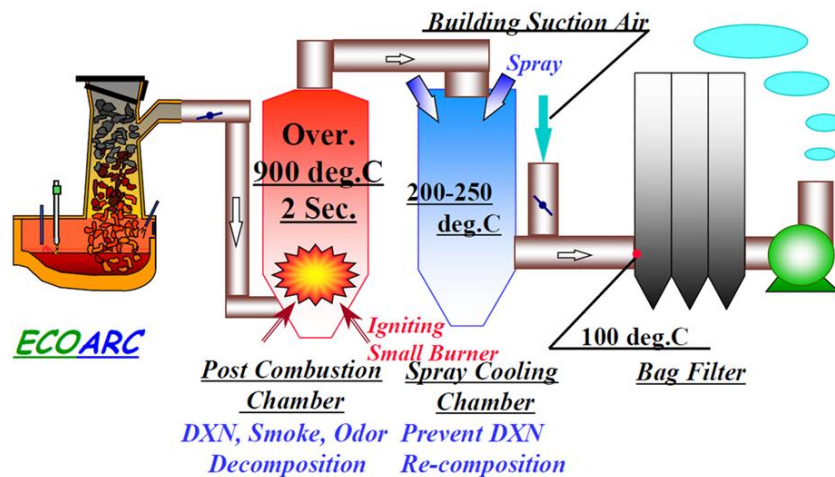 Building Suction Air
Spray
Over.
900 deg.C
2 Sec.
200-250
deg.C
Igniting
Small Burner
ECOARC
100 deg.C
Post Combustion
Chamber
Spray Cooling
Chamber
Bag Filter
DXN, Smoke, Odor
Decomposition
Prevent DXN
Re-composition